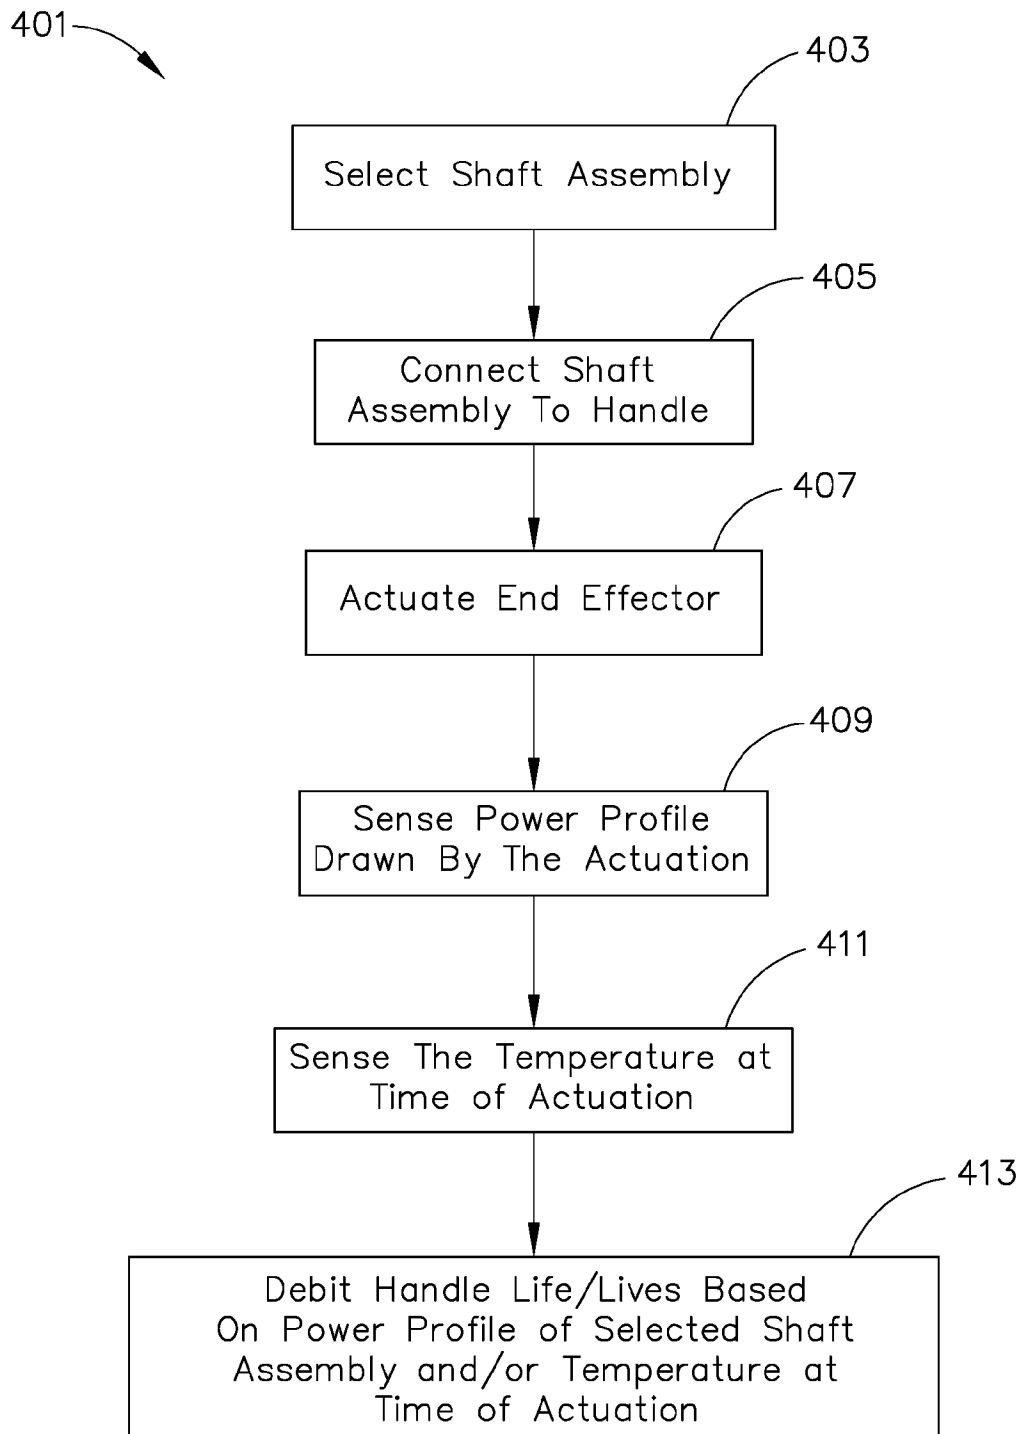 401
403
Select Shaft Assembly
405
Connect Shaft
Assembly To Handle
407
Actuate End Effector
409
Sense Power Profile
Drawn By The Actuation
411
Sense The Temperature at
Time of Actuation
413
Debit Handle Life/Lives Based
On Power Profile of Selected Shaft
Assembly and/or Temperature at
Time of Actuation